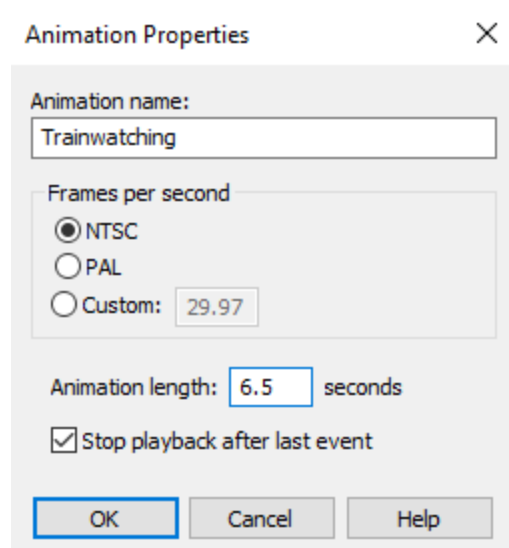 Animation Properties
Animation name:
Trainwatching
Frames per second
NTSC
PAL
Custom: 29.97
Animation length: 6.5 seconds
Stop playback after last event
OK Cancel Help